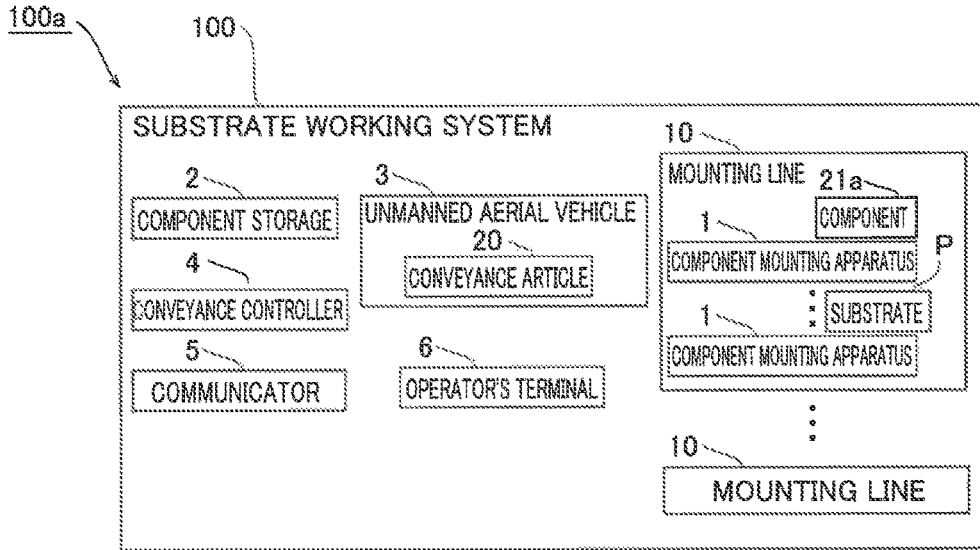 100a
100
SUBSTRATE WORKING SYSTEM
2
COMPONENT STORAGE
4
CONVEYANCE CONTROLLER
5
COMMUNICATOR
3
UNMANNED AERIAL VEHICLE
20
CONVEYANCE ARTICLE
6
OPERATOR'S TERMINAL
10
MOUNTING LINE
21a
COMPONENT
1
COMPONENT MOUNTING APPARATUS
P
SUBSTRATE
1
COMPONENT MOUNTING APPARATUS
10
MOUNTING LINE